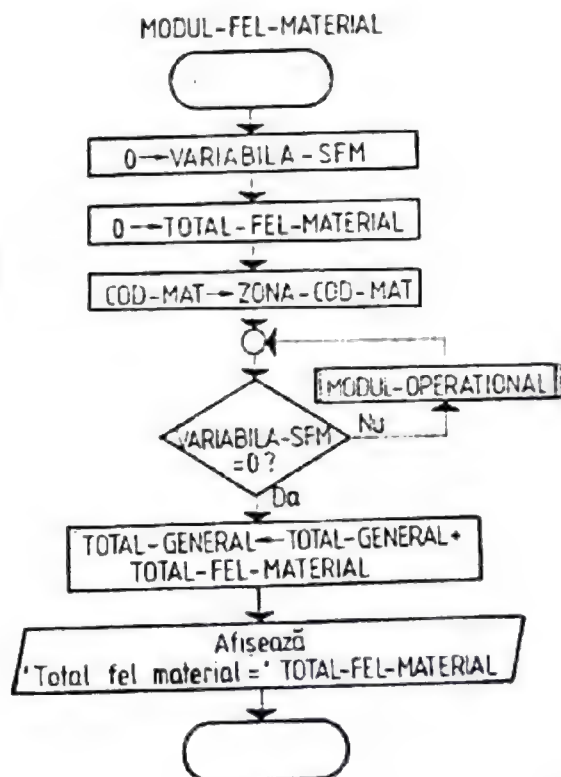 MODUL-FEL-MATERIAL
0→VARIABILA-SFM
0→TOTAL-FEL-MATERIAL
COD-MAT→ZONA-COD-MAT
MODUL-OPERATIONAL
Nu
VARIABILA-SFM
=0?
Da
TOTAL-GENERAL←TOTAL-GENERAL+
TOTAL-FEL-MATERIAL
Afișează
'Total fel material=' TOTAL-FEL-MATERIAL